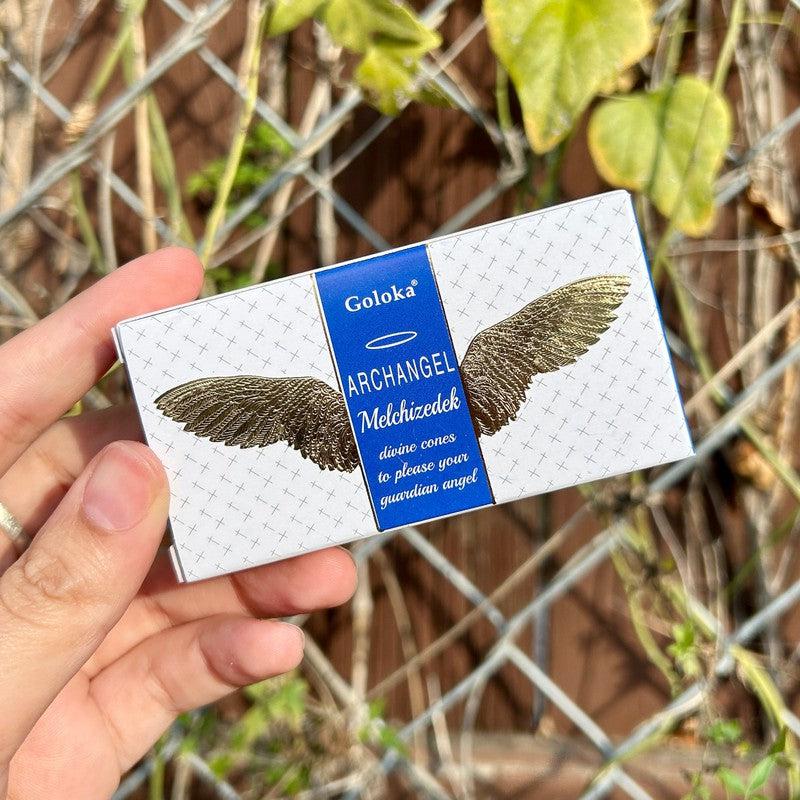 Goloka®
ARCHANGEL
Melchizedek
divine cones
to please your
guardian angel